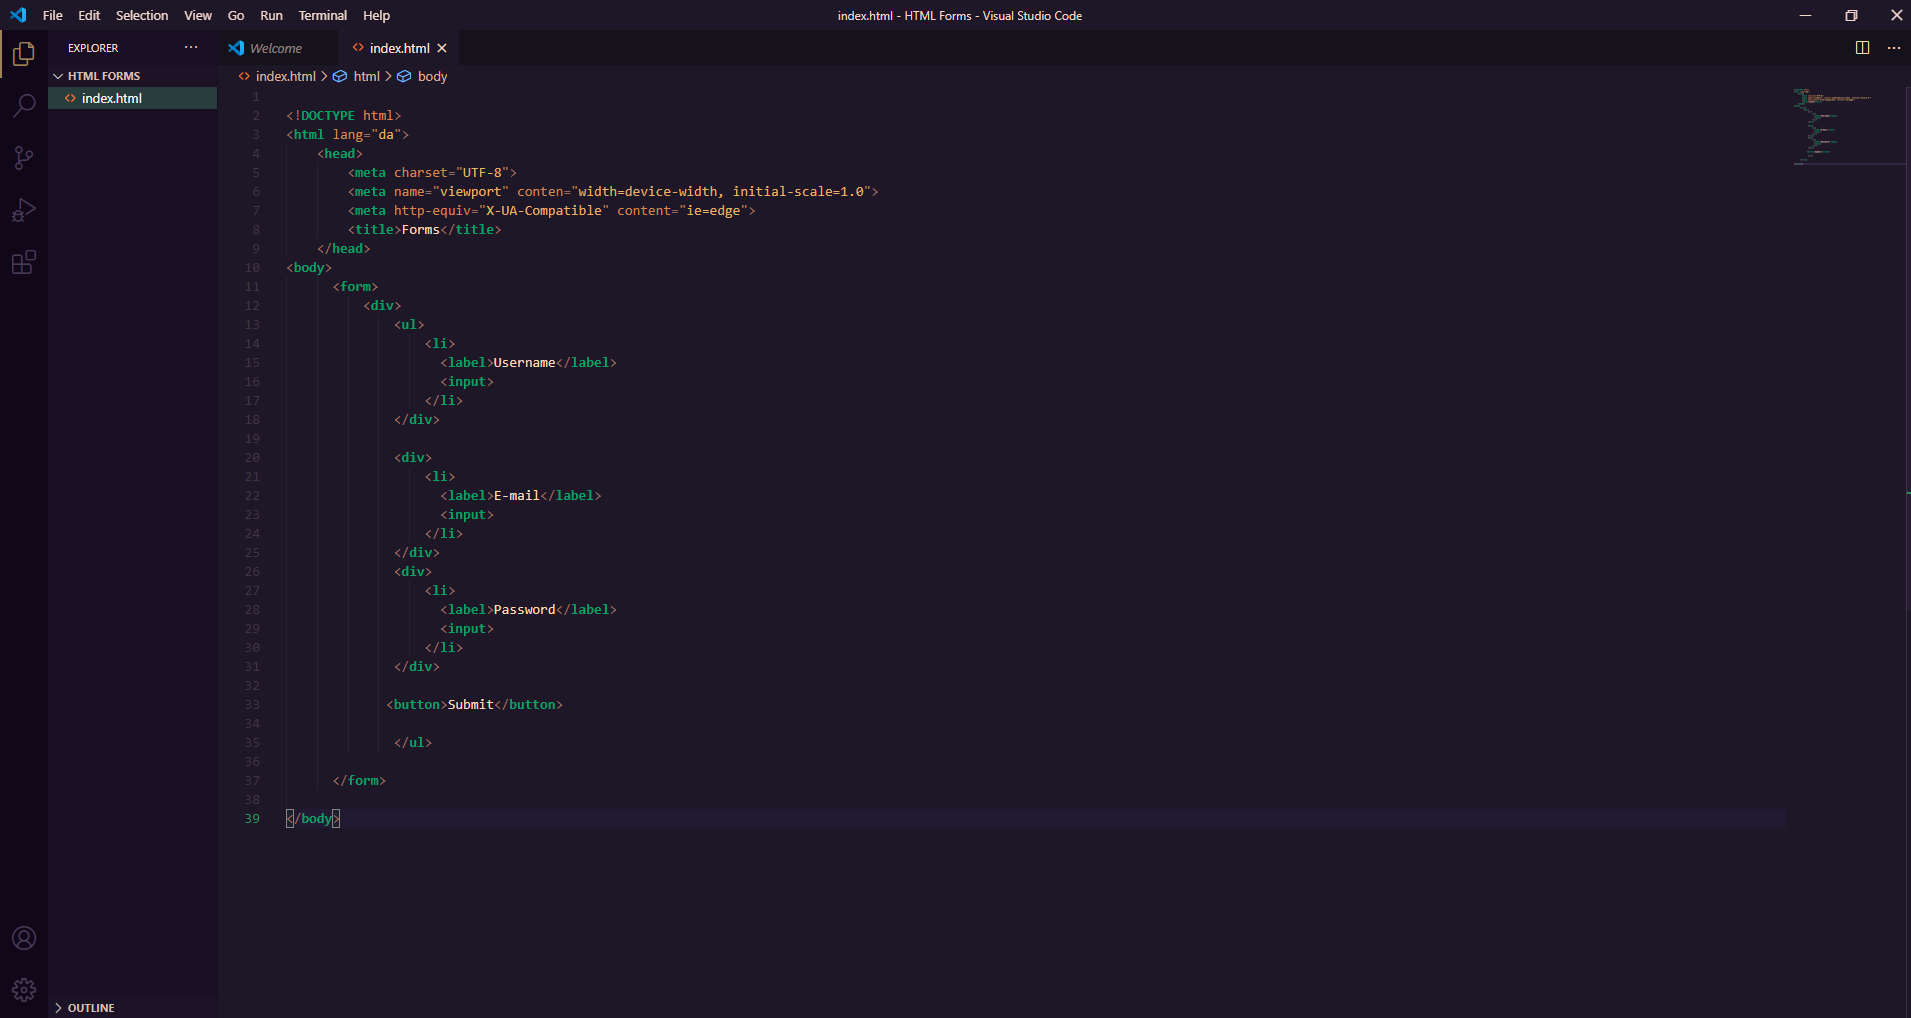 File Edit Selection View Go Run Terminal Help
index.html - HTML Forms - Visual Studio Code
EXPLORER
Welcome
index.html
HTML FORMS
index.html
index.html > html > body
1
2 <!DOCTYPE html>
3 <html lang="da">
4 <head>
5 <meta charset="UTF-8">
6 <meta name="viewport" conten="width=device-width, initial-scale=1.0">
7 <meta http-equiv="X-UA-Compatible" content="ie=edge">
8 <title>Forms</title>
9 </head>
10 <body>
11 <form>
12 <div>
13 <ul>
14 <li>
15 <label>Username</label>
16 <input>
17 </li>
18 </div>
19
20 <div>
21 <li>
22 <label>E-mail</label>
23 <input>
24 </li>
25 </div>
26 <div>
27 <li>
28 <label>Password</label>
29 <input>
30 </li>
31 </div>
32
33 <button>Submit</button>
34
35 </ul>
36
37 </form>
38
39 </body>
OUTLINE